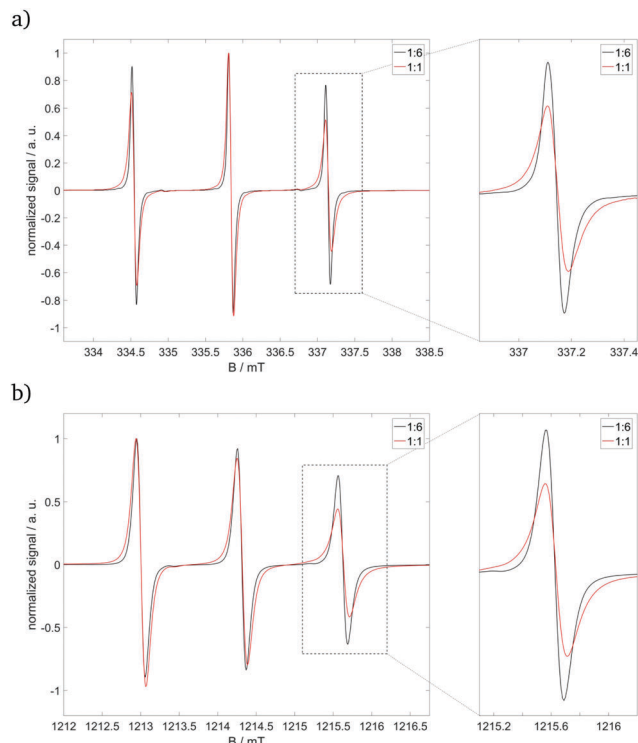 a)
normalized signal / a. u.
1
0.8
0.6
0.4
0.2
0
-0.2
-0.4
-0.6
-0.8
-1
1:6
1:1
334 334.5 335 335.5 336 336.5 337 337.5 338 338.5
B / mT
1:6
1:1
337 337.2 337.4
b)
normalized signal / a. u.
1
0.5
0
-0.5
-1
1:6
1:1
1212 1212.5 1213 1213.5 1214 1214.5 1215 1215.5 1216 1216.5
B / mT
1:6
1:1
1215.2 1215.6 1216